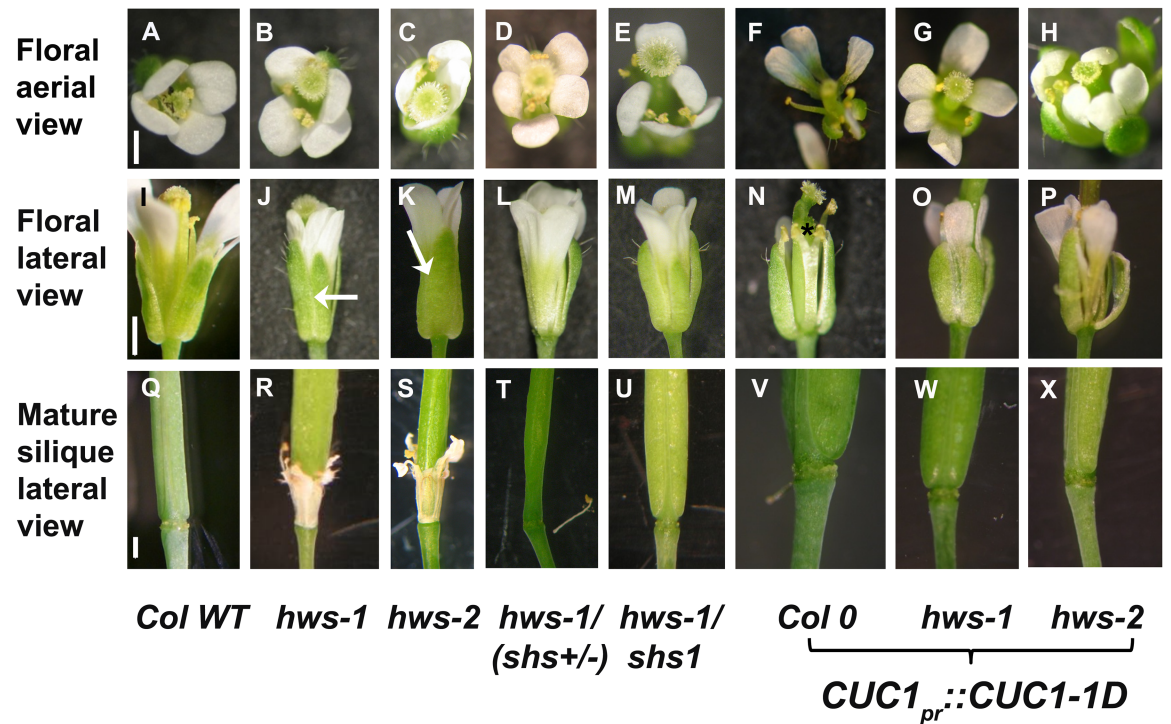 Floral
aerial
view
A B C D E F G H
Floral
lateral
view
I J K L M N * O P
Mature
silique
lateral
view
Q R S T U V W X
Col WT hws-1 hws-2 hws-1/ hws-1/ Col 0 hws-1 hws-2
(shs+/-) shs1
CUC1pr::CUC1-1D